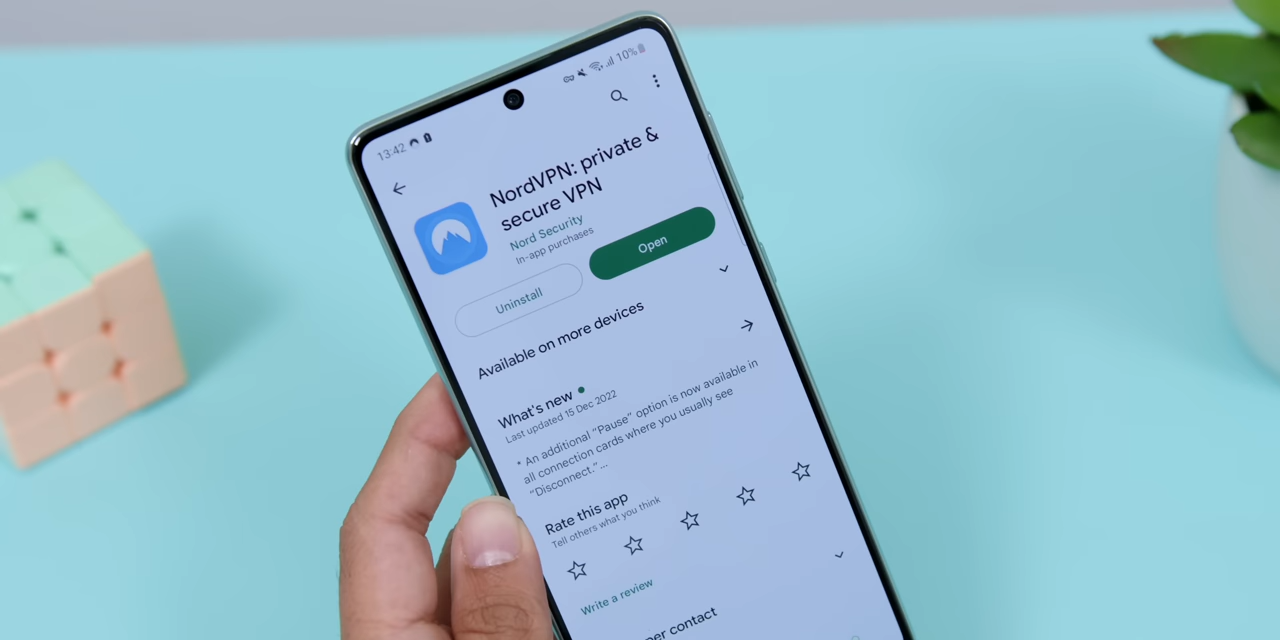 13:42
10%
NordVPN: private &
secure VPN
Nord Security
In-app purchases
Uninstall
Open
Available on more devices
What's new
Last updated 15 Dec 2022
* An additional “Pause” option is now available in
all connection cards where you usually see
“Disconnect.”...
Rate this app
Tell others what you think
Write a review
contact